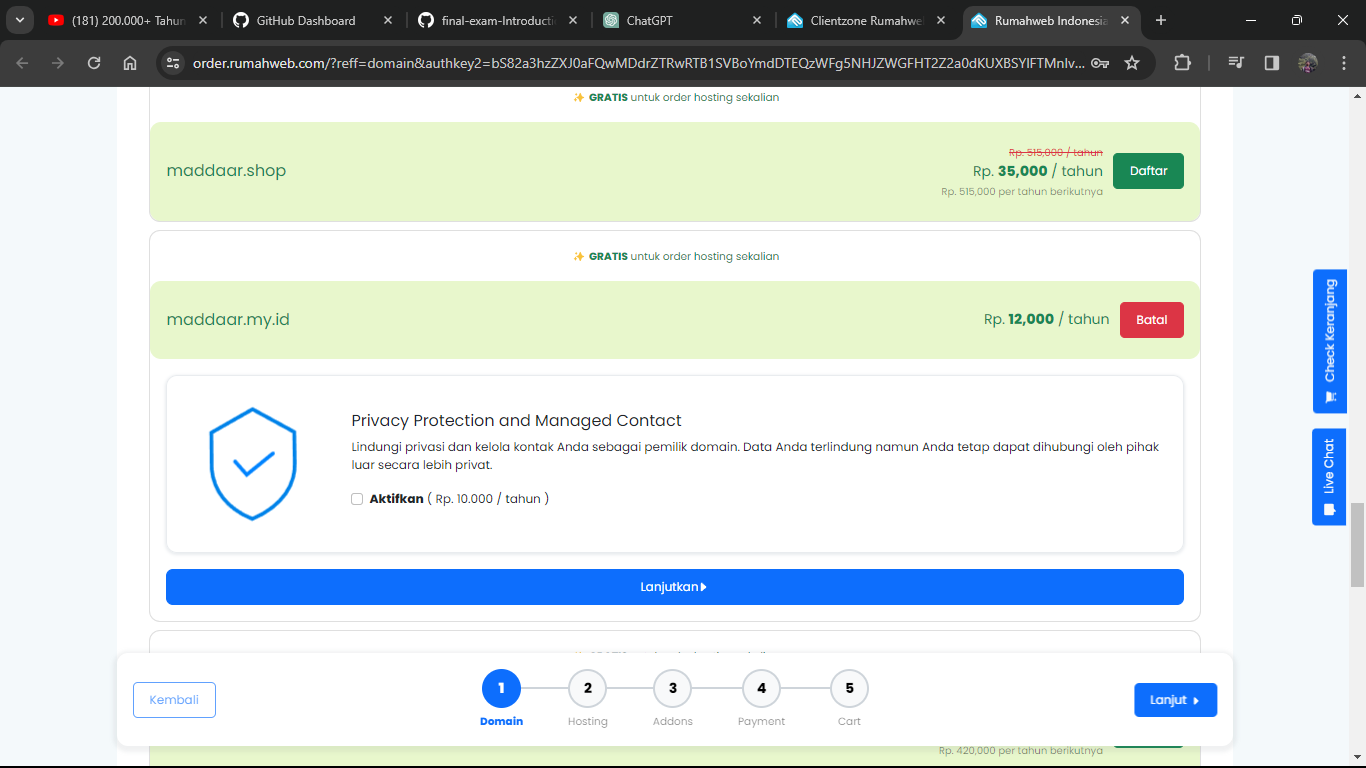 (181) 200.000+ Tahun
GitHub Dashboard
final-exam-Introductio
ChatGPT
Clientzone Rumahwe
Rumahweb Indonesia
order.rumahweb.com/?reff=domain&authkey2=bS82a3hzZXJ0aFQwMDdrZTRwRTB1SVBoYmdDTEQzWFg5NHJZWGFHT2Z2a0dKUXBSYlFTMnlv...
✨ GRATIS untuk order hosting sekalian
maddaar.shop
Rp. 515,000 / tahun
Rp. 35,000 / tahun
Rp. 515,000 per tahun berikutnya
Daftar
✨ GRATIS untuk order hosting sekalian
maddaar.my.id
Rp. 12,000 / tahun
Batal
Privacy Protection and Managed Contact
Lindungi privasi dan kelola kontak Anda sebagai pemilik domain. Data Anda terlindung namun Anda tetap dapat dihubungi oleh pihak
luar secara lebih privat.
Aktifkan ( Rp. 10.000 / tahun )
Lanjutkan
Check Keranjang
Live Chat
Kembali
1
2
3
4
5
Domain
Hosting
Addons
Payment
Cart
Lanjut
Rp. 420,000 per tahun berikutnya